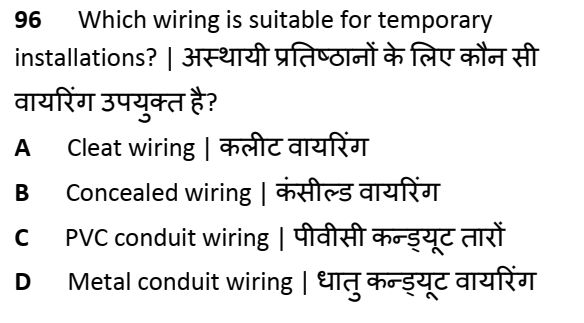 96 Which wiring is suitable for temporary
installations? | अस्थायी प्रतिष्ठानों के लिए कौन सी
वायरिंग उपयुक्त है?
A Cleat wiring | कलीट वायरिंग
B Concealed wiring | कंसील्ड वायरिंग
C PVC conduit wiring | पीवीसी कन्ड्यूट तारों
D Metal conduit wiring | धातु कन्ड्यूट वायरिंग